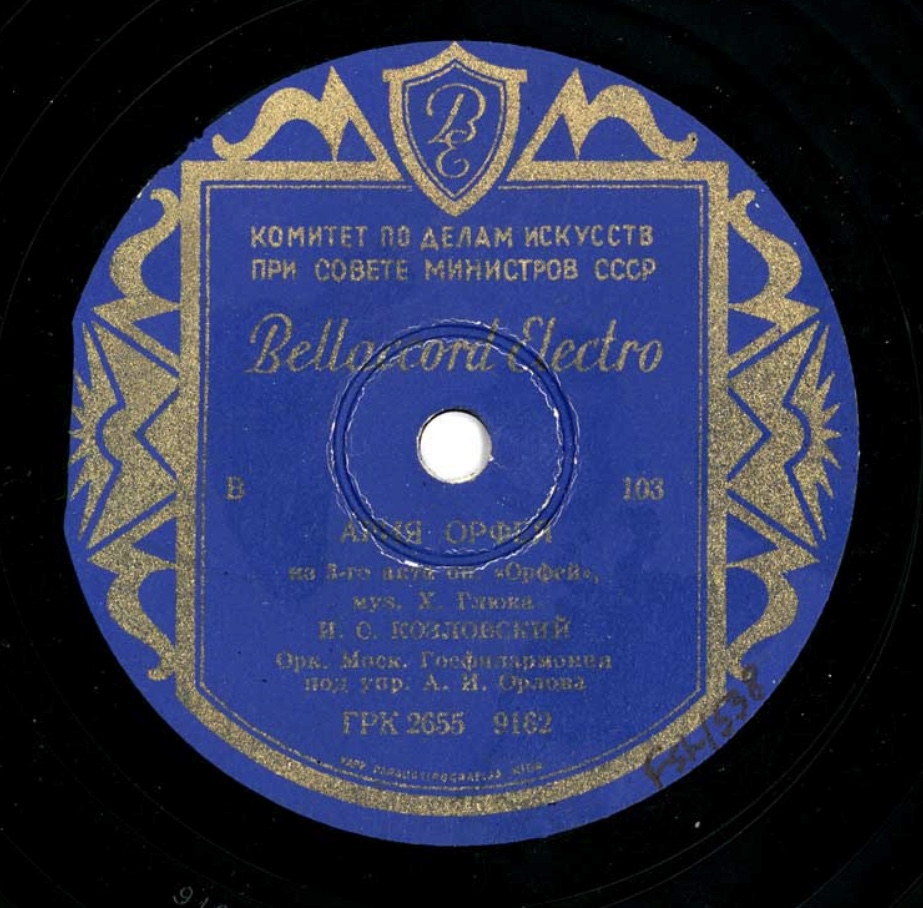 BE
КОМИТЕТ ПО ДЕЛАМ ИСКУССТВ
ПРИ СОВЕТЕ МИНИСТРОВ СССР
Bellaccord Electro
В 103
АРИЯ ОРФЕЯ
из 3-го акта оп. «Орфей»,
муз. Х. Глюка
И. С. КОЗЛОВСКИЙ
Орк. Моск. Госфилармонии
под упр. А. И. Орлова
ГРК 2655 9162